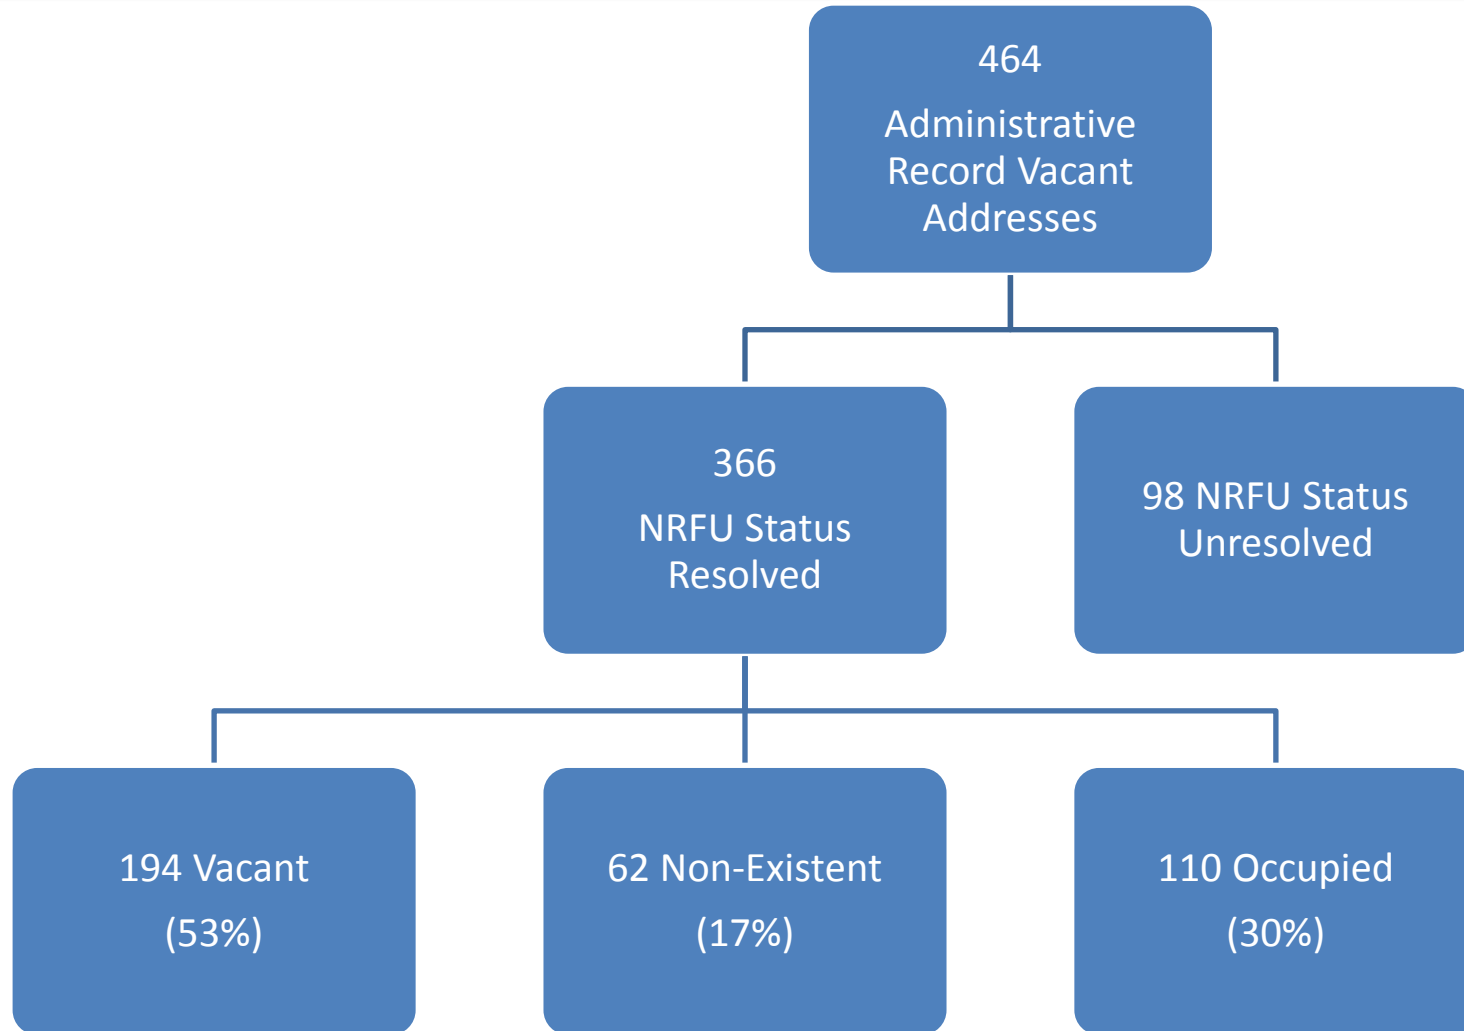 464
Administrative
Record Vacant
Addresses
366
NRFU Status
Resolved
98 NRFU Status
Unresolved
194 Vacant
(53%)
62 Non-Existent
(17%)
110 Occupied
(30%)